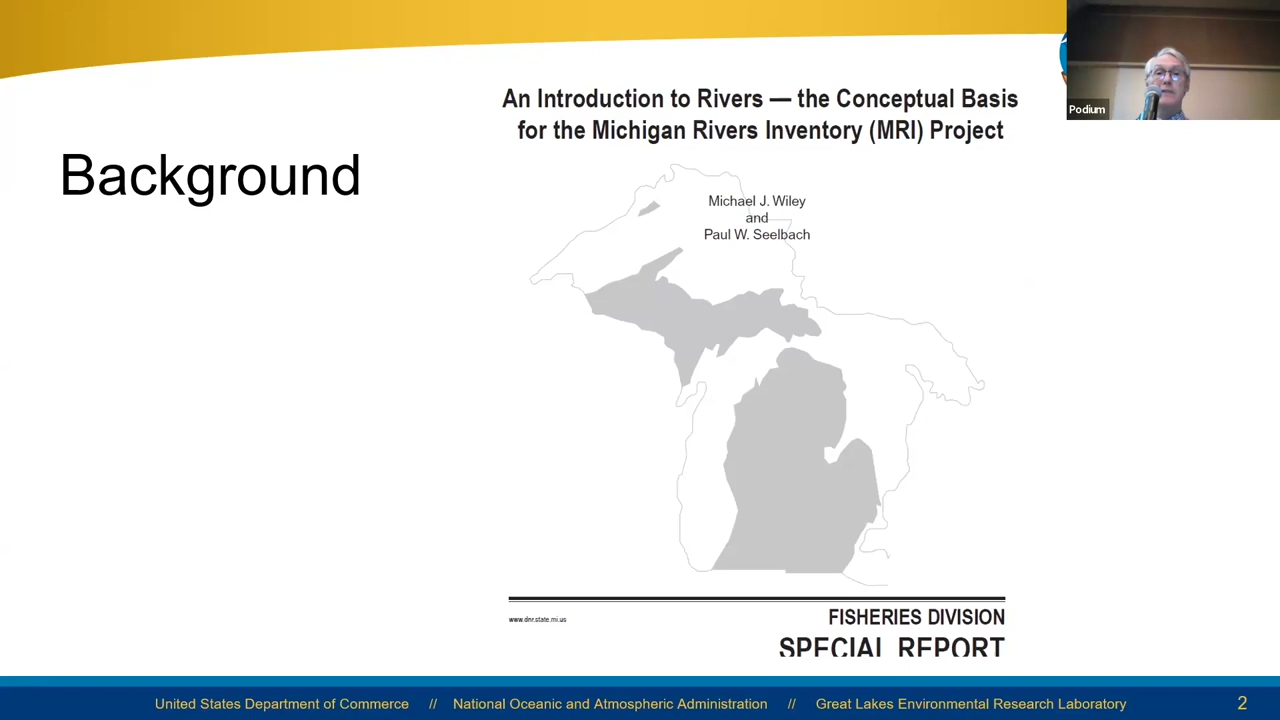 An Introduction to Rivers — the Conceptual Basis
for the Michigan Rivers Inventory (MRI) Project
Podium
Background
Michael J. Wiley
and
Paul W. Seelbach
www.dnr.state.mi.us
FISHERIES DIVISION
SPECIAL REPORT
United States Department of Commerce // National Oceanic and Atmospheric Administration // Great Lakes Environmental Research Laboratory
2